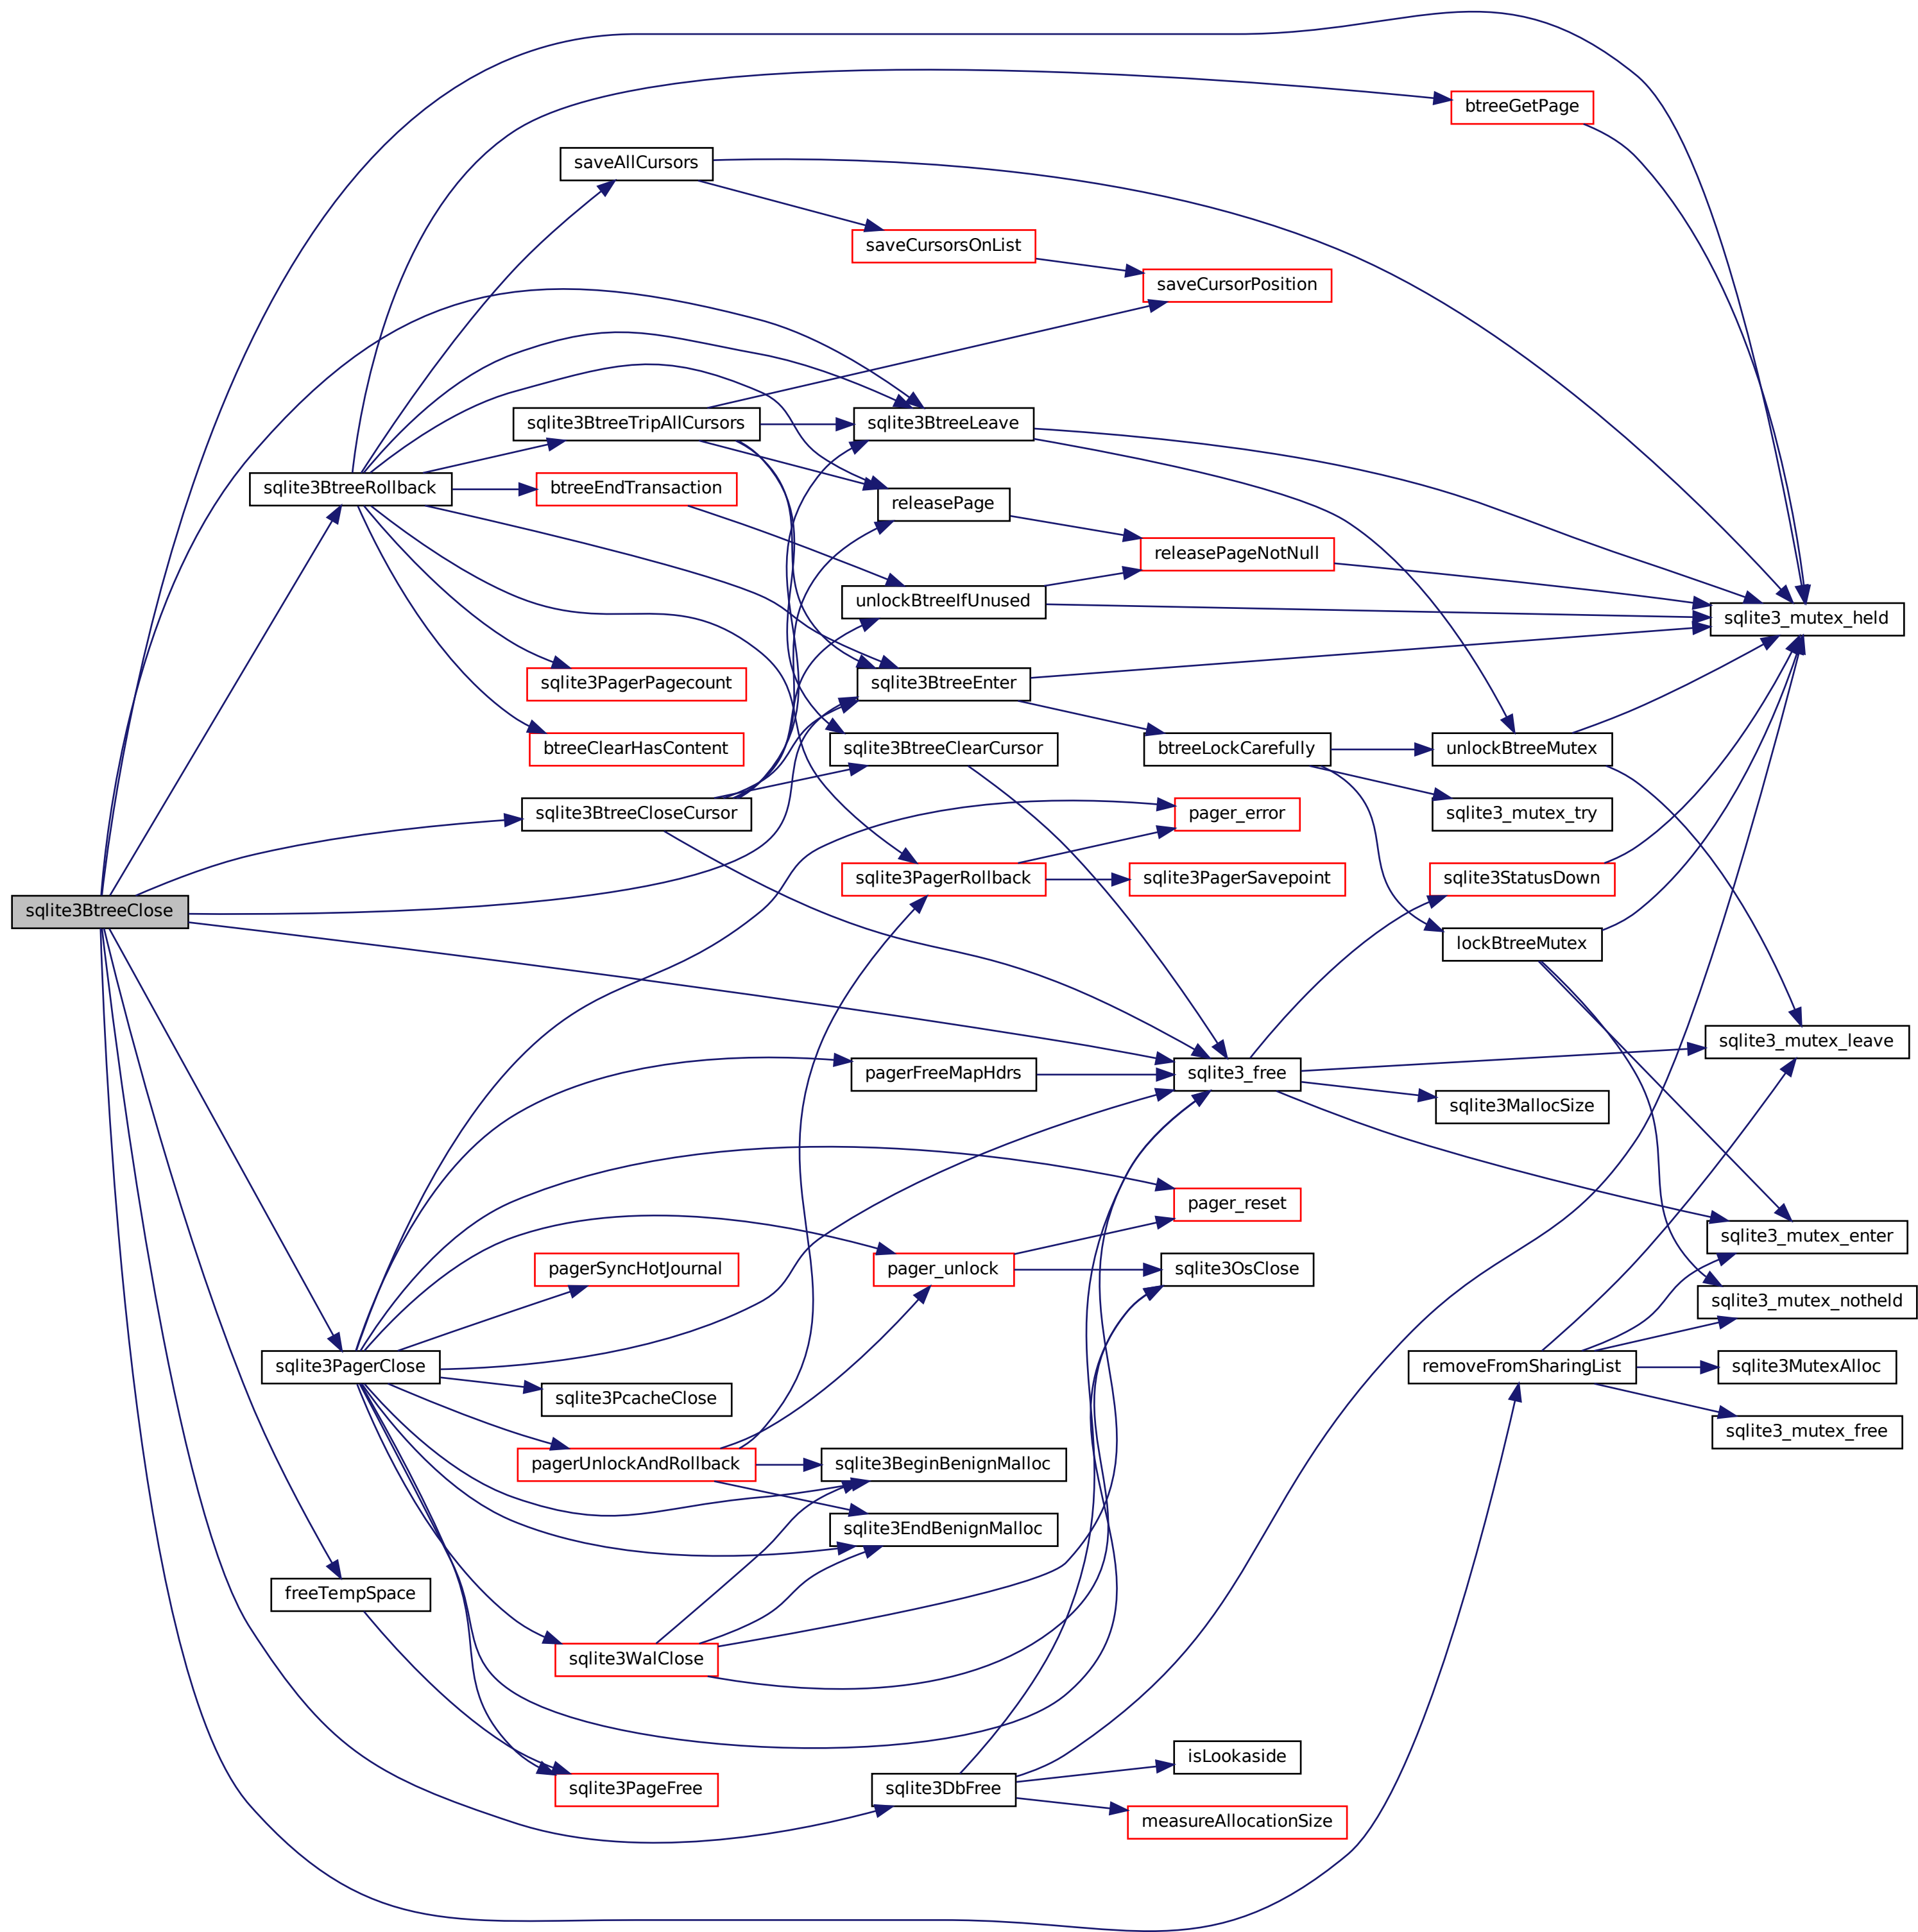 btreeGetPage
saveAllCursors
saveCursorsOnList
saveCursorPosition
sqlite3BtreeTripAllCursors
sqlite3BtreeLeave
sqlite3BtreeRollback
btreeEndTransaction
releasePage
releasePageNotNull
unlockBtreeIfUnused
sqlite3_mutex_held
sqlite3PagerPagecount
sqlite3BtreeEnter
btreeClearHasContent
sqlite3BtreeClearCursor
btreeLockCarefully
unlockBtreeMutex
sqlite3BtreeCloseCursor
pager_error
sqlite3_mutex_try
sqlite3PagerRollback
sqlite3PagerSavepoint
sqlite3StatusDown
sqlite3BtreeClose
lockBtreeMutex
sqlite3_mutex_leave
pagerFreeMapHdrs
sqlite3_free
sqlite3MallocSize
pager_reset
sqlite3_mutex_enter
pagerSyncHotJournal
pager_unlock
sqlite3OsClose
sqlite3_mutex_notheld
sqlite3PagerClose
removeFromSharingList
sqlite3MutexAlloc
sqlite3PcacheClose
sqlite3_mutex_free
pagerUnlockAndRollback
sqlite3BeginBenignMalloc
sqlite3EndBenignMalloc
freeTempSpace
sqlite3WalClose
isLookaside
sqlite3PageFree
sqlite3DbFree
measureAllocationSize